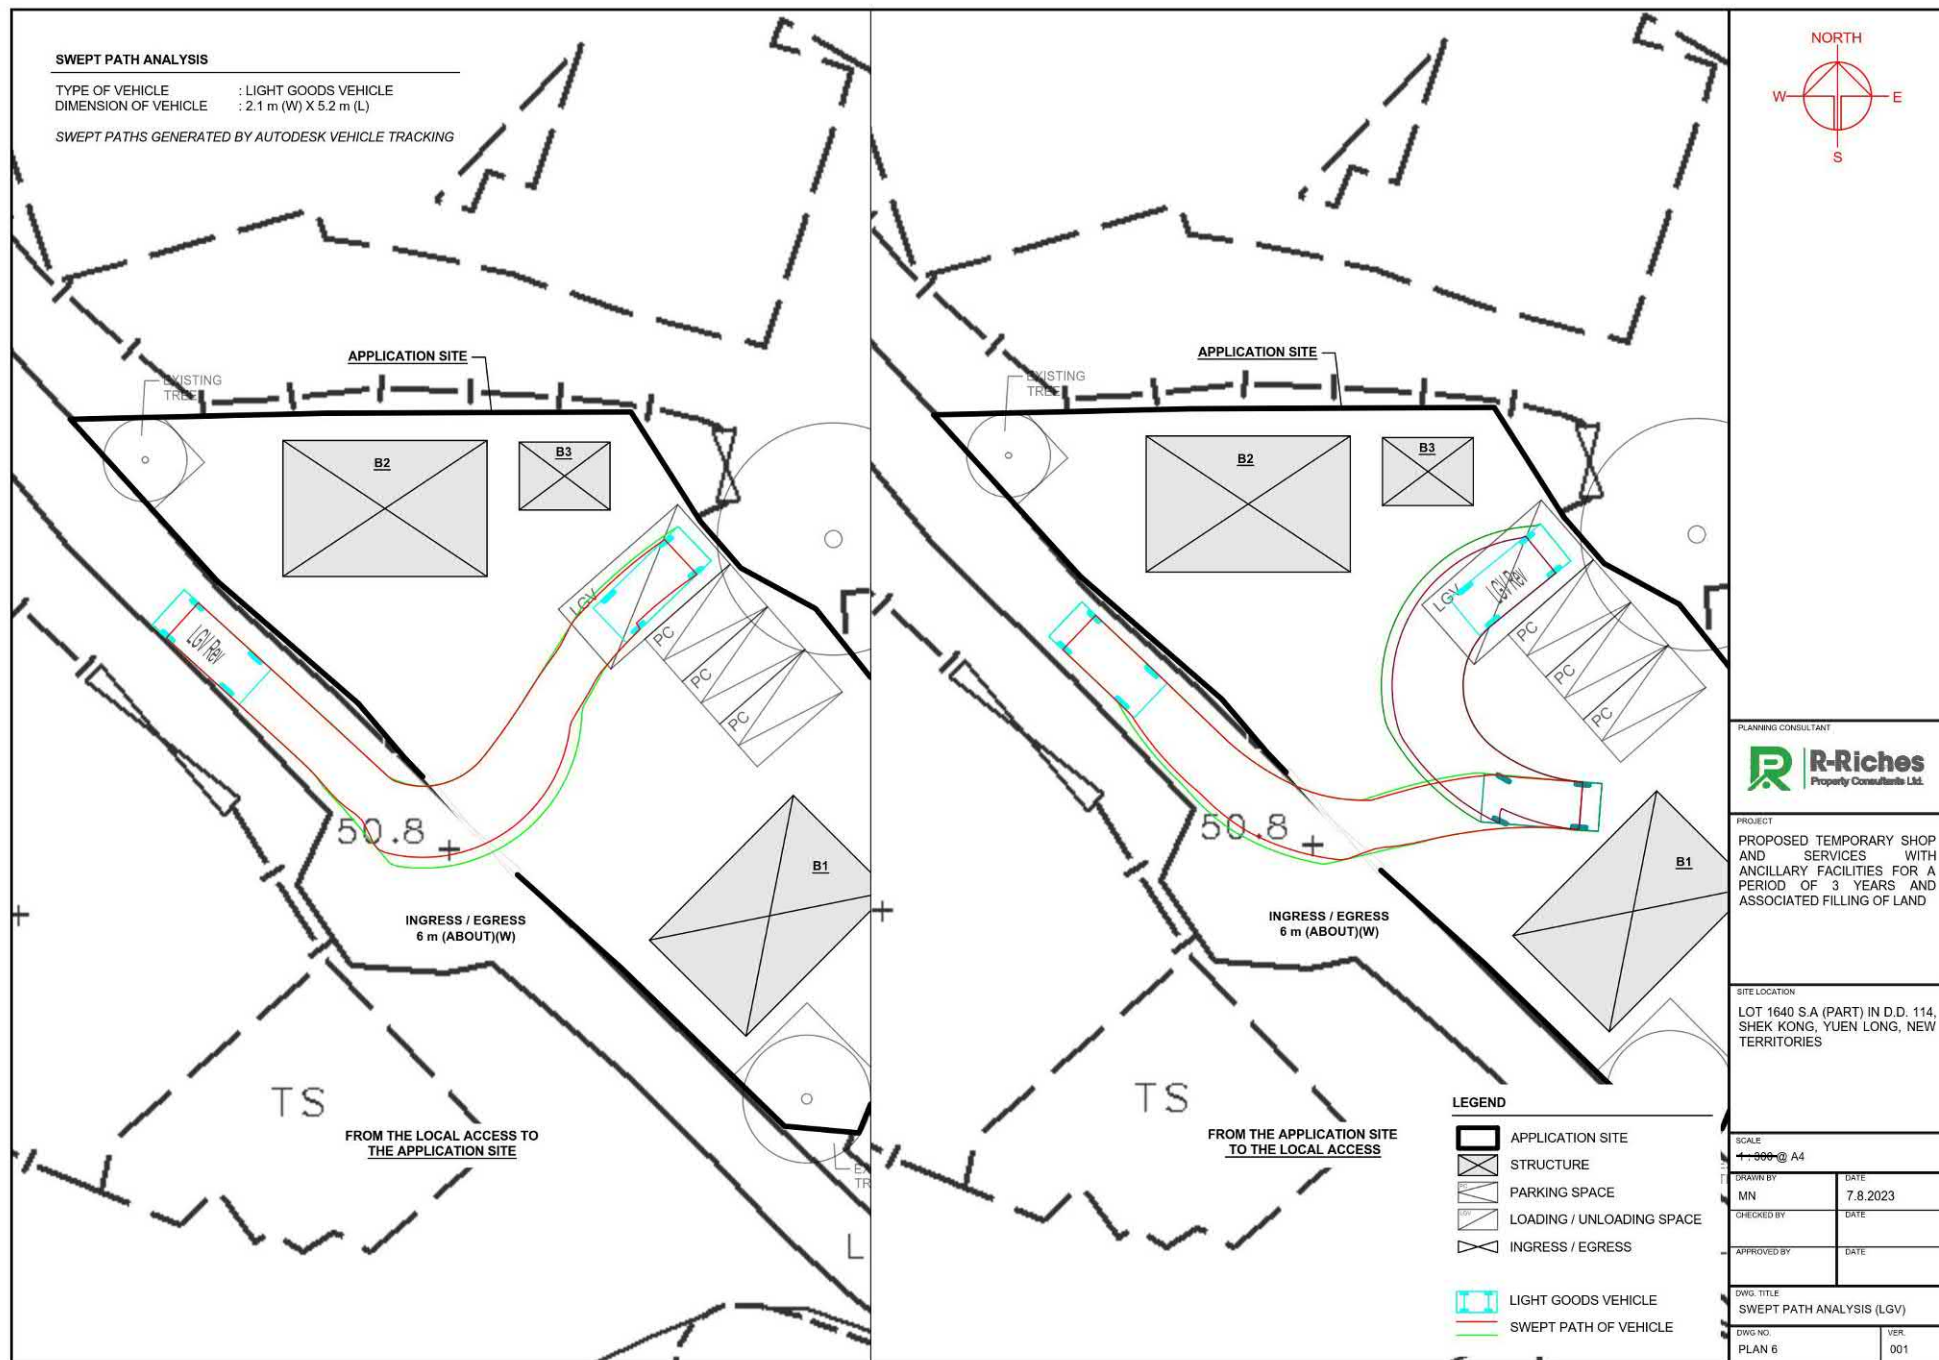 SWEPT PATH ANALYSIS
TYPE OF VEHICLE : LIGHT GOODS VEHICLE
DIMENSION OF VEHICLE : 2.1 m (W) X 5.2 m (L)
SWEPT PATHS GENERATED BY AUTODESK VEHICLE TRACKING
APPLICATION SITE
EXISTING
TREE
B2
B3
LGV
LGV Rev
PC
PC
PC
50.8
B1
INGRESS / EGRESS
6 m (ABOUT)(W)
TS
FROM THE LOCAL ACCESS TO
THE APPLICATION SITE
L
APPLICATION SITE
EXISTING
TREE
B2
B3
LGV
LGV Rev
PC
PC
PC
50.8
B1
INGRESS / EGRESS
6 m (ABOUT)(W)
TS
FROM THE APPLICATION SITE
TO THE LOCAL ACCESS
LEGEND
APPLICATION SITE
STRUCTURE
PARKING SPACE
LOADING / UNLOADING SPACE
INGRESS / EGRESS
LIGHT GOODS VEHICLE
SWEPT PATH OF VEHICLE
NORTH
W E
S
PLANNING CONSULTANT
R-Riches
Property Consultants Ltd.
PROJECT
PROPOSED TEMPORARY SHOP
AND SERVICES WITH
ANCILLARY FACILITIES FOR A
PERIOD OF 3 YEARS AND
ASSOCIATED FILLING OF LAND
SITE LOCATION
LOT 1640 S.A (PART) IN D.D. 114,
SHEK KONG, YUEN LONG, NEW
TERRITORIES
SCALE
1 : 300 @ A4
DRAWN BY DATE
MN 7.8.2023
CHECKED BY DATE
APPROVED BY DATE
DWG. TITLE
SWEPT PATH ANALYSIS (LGV)
DWG NO. VER.
PLAN 6 001